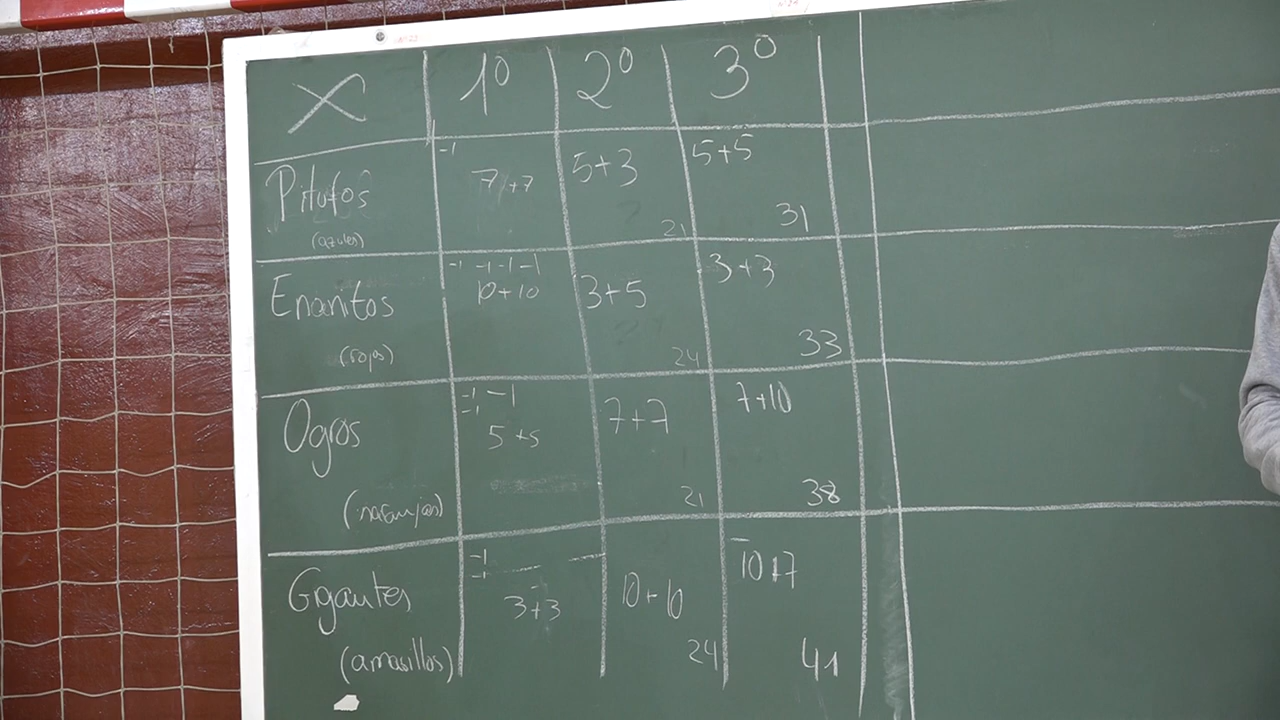 X 1º 2º 3º
Pitufos -1 7+7 5+3 21 5+5 31
(azules)
Enanitos -1 -1 -1 -1 10+10 3+5 24 3+3 33
(rojos)
Ogros -1 -1 -1 5+5 7+7 21 7+10 38
(naranjas)
Gigantes -1 3+3 10+10 24 10+7 41
(amarillos)